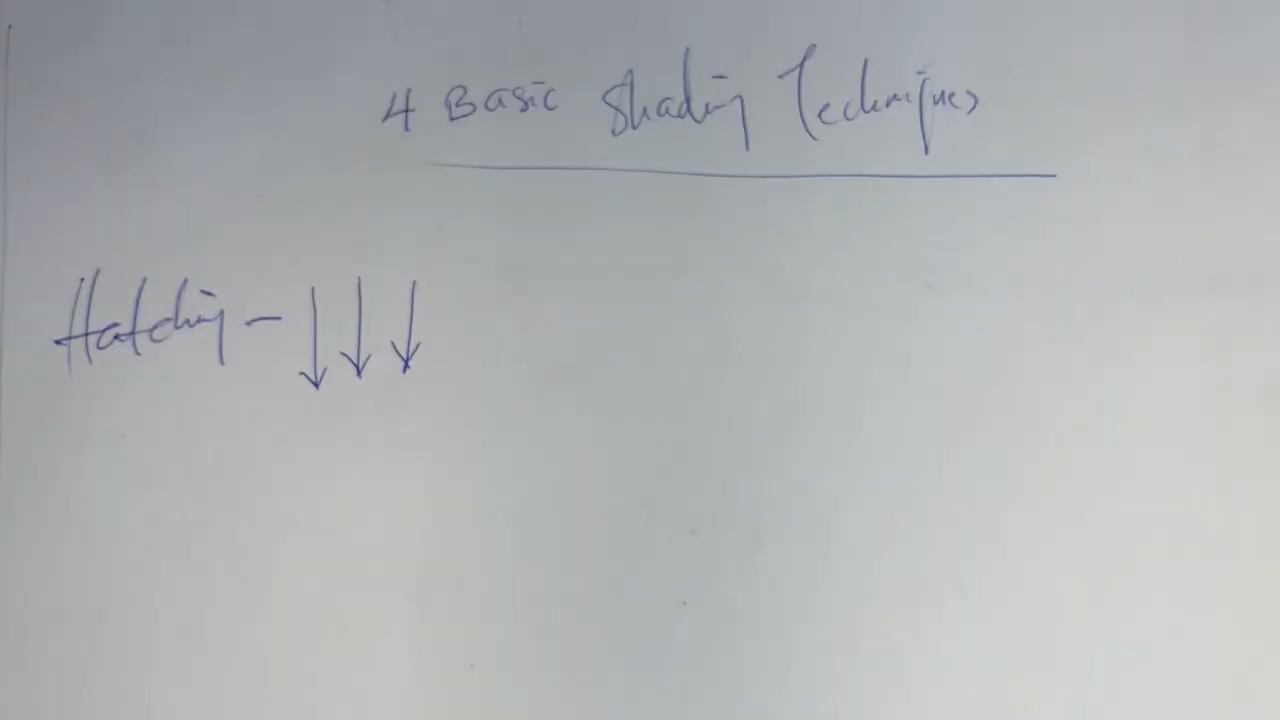 4 Basic Shading Techniques
Hatching - ↓ ↓ ↓